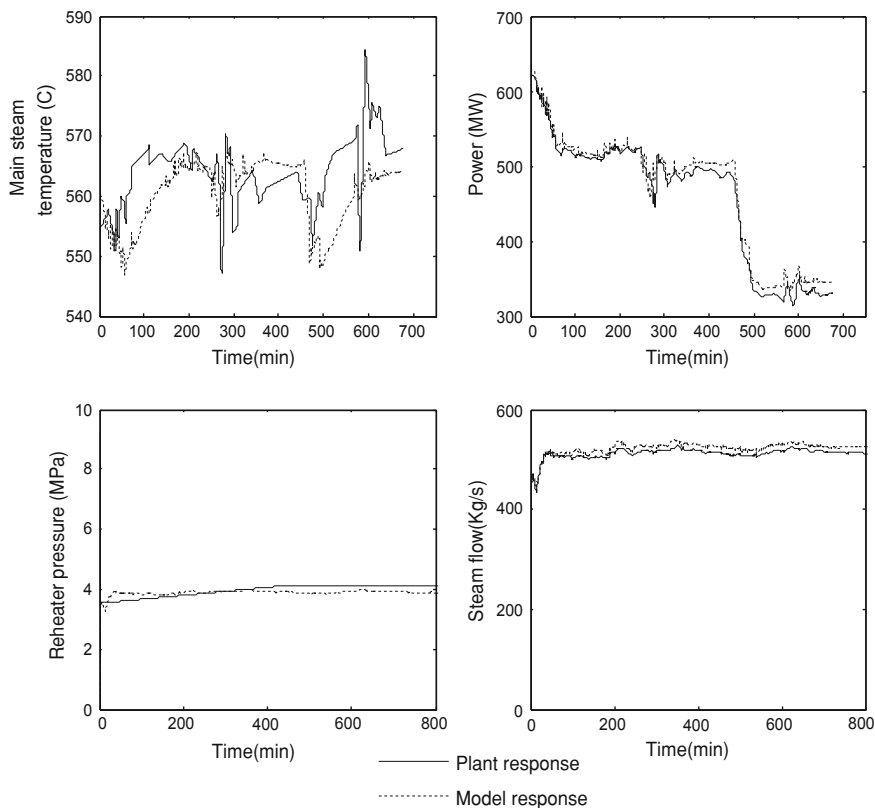 590
580
570
560
550
540
Main steam
temperature (C)
0 100 200 300 400 500 600 700
Time(min)
700
600
500
400
300
Power (MW)
0 100 200 300 400 500 600 700
Time(min)
10
8
6
4
2
0
Reheater pressure (MPa)
0 200 400 600 800
Time(min)
600
400
200
0
Steam flow(Kg/s)
0 200 400 600 800
Time(min)
Plant response
Model response